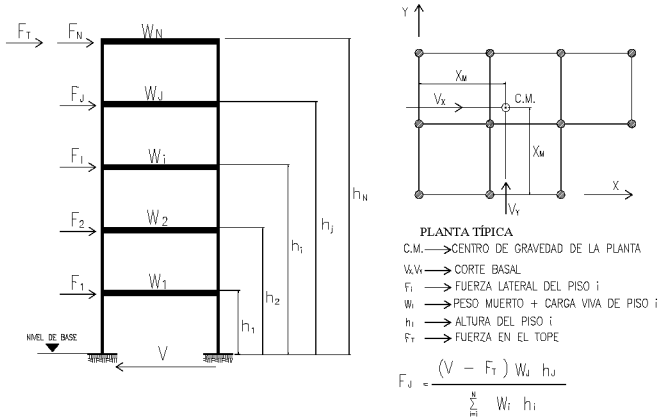 F_T F_N W_N
F_J W_J
F_I W_i
F_2 W_2
F_1 W_1
h_1 h_2 h_i h_j h_N
NIVEL DE BASE
V
Y
X_M
V_X C.M.
X_M
X
V_Y
PLANTA TÍPICA
C.M. → CENTRO DE GRAVEDAD DE LA PLANTA
V_X,V_Y → CORTE BASAL
F_i → FUERZA LATERAL DEL PISO i
W_i → PESO MUERTO + CARGA VIVA DE PISO i
h_i → ALTURA DEL PISO i
F_T → FUERZA EN EL TOPE
(V - F_T) W_J h_J
F_J =
N
Σ W_i h_i
i=i